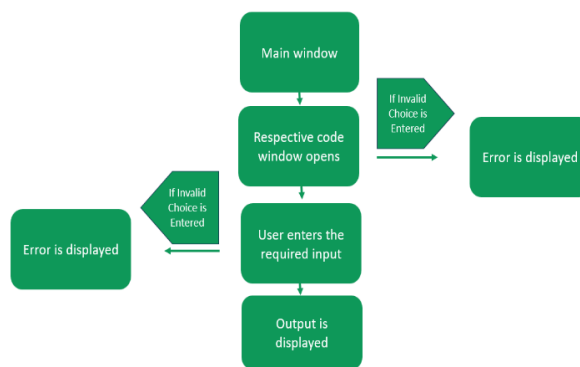 Main window
If Invalid
Choice is
Entered
Respective code
window opens
Error is displayed
If Invalid
Choice is
Entered
User enters the
required input
Error is displayed
Output is
displayed